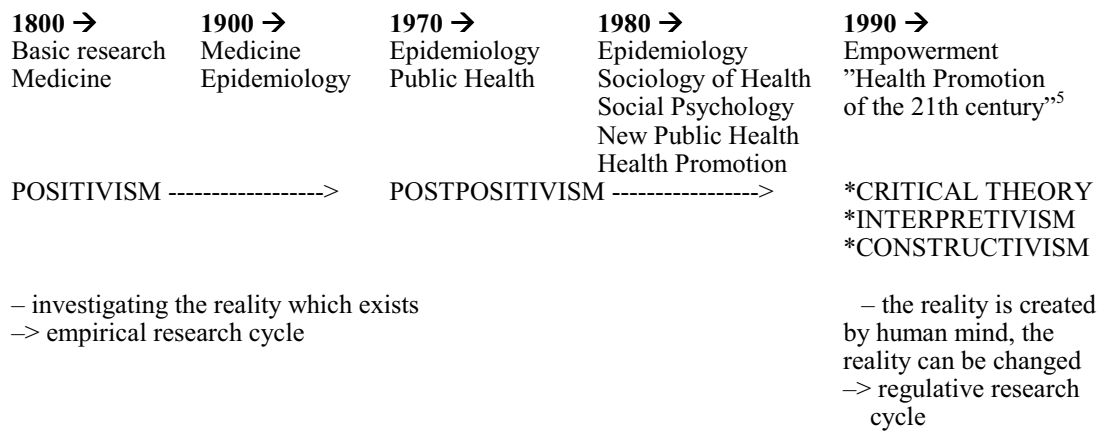 1800 → 1900 → 1970 → 1980 → 1990 →
Basic research Medicine Epidemiology Epidemiology Empowerment
Medicine Epidemiology Public Health Sociology of Health ”Health Promotion
Social Psychology of the 21th century”5
New Public Health
Health Promotion
POSITIVISM ------------------> POSTPOSITIVISM -----------------> *CRITICAL THEORY
*INTERPRETIVISM
*CONSTRUCTIVISM
– investigating the reality which exists – the reality is created
–> empirical research cycle by human mind, the
reality can be changed
–> regulative research
cycle